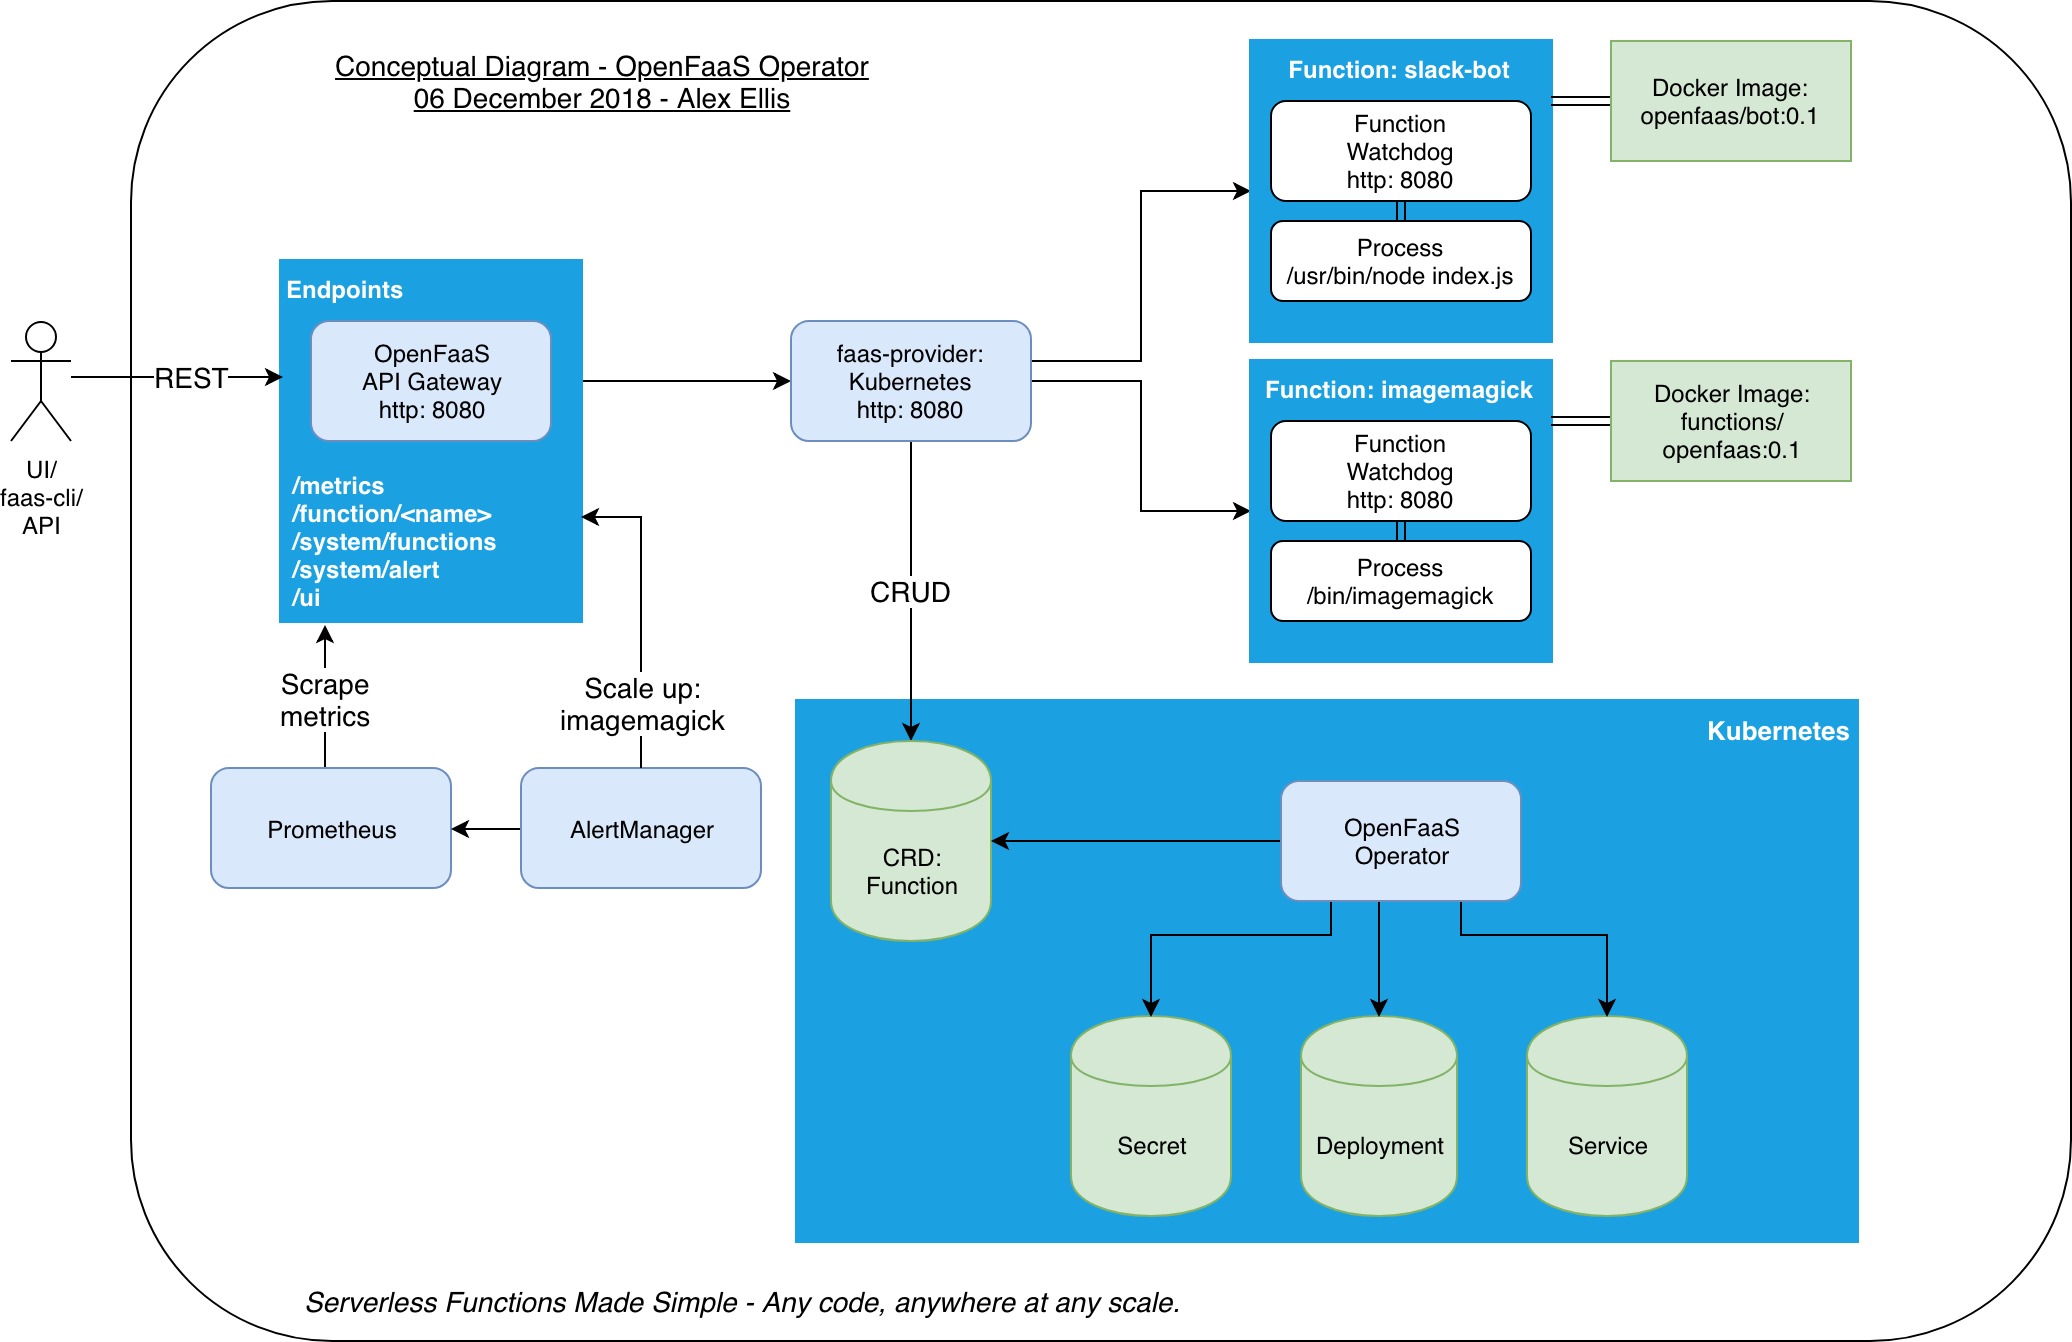 Conceptual Diagram - OpenFaaS Operator
06 December 2018 - Alex Ellis
UI/
faas-cli/
API
REST
Endpoints
OpenFaaS
API Gateway
http: 8080
/metrics
/function/<name>
/system/functions
/system/alert
/ui
Scrape
metrics
Scale up:
imagemagick
Prometheus
AlertManager
faas-provider:
Kubernetes
http: 8080
CRUD
Function: slack-bot
Function
Watchdog
http: 8080
Process
/usr/bin/node index.js
Docker Image:
openfaas/bot:0.1
Function: imagemagick
Function
Watchdog
http: 8080
Process
/bin/imagemagick
Docker Image:
functions/
openfaas:0.1
Kubernetes
CRD:
Function
OpenFaaS
Operator
Secret
Deployment
Service
Serverless Functions Made Simple - Any code, anywhere at any scale.